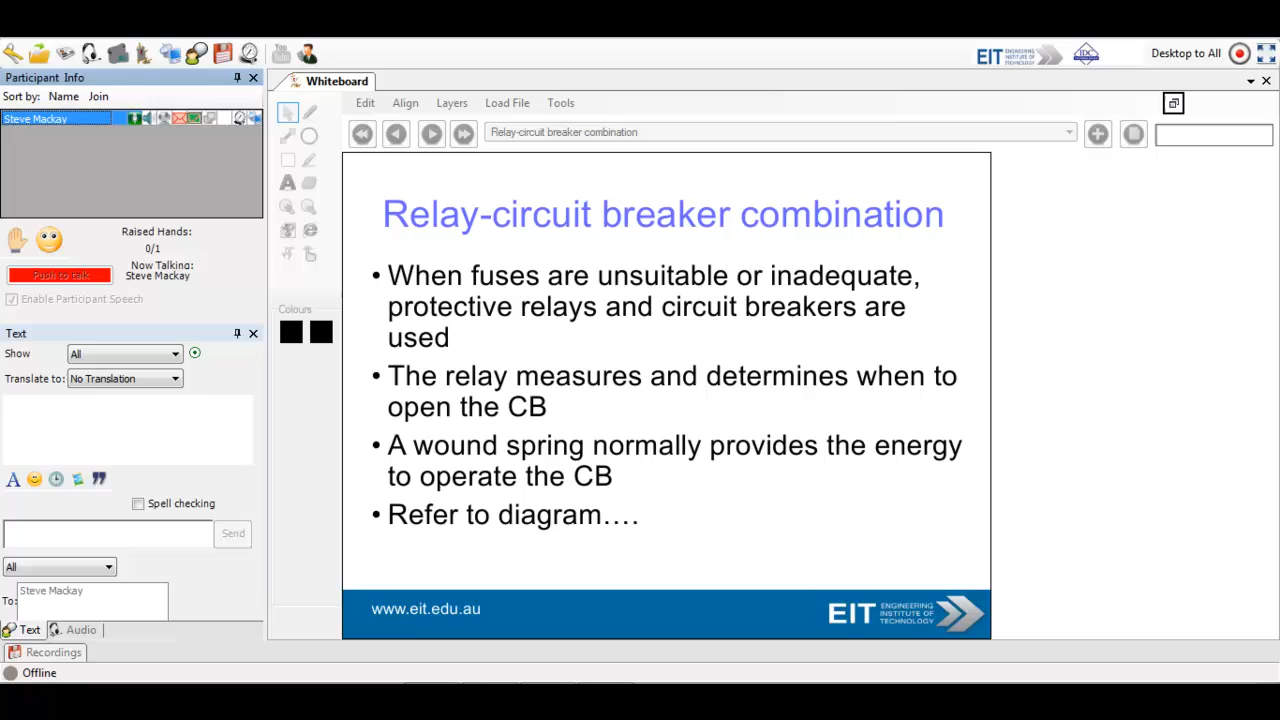 EIT ENGINEERING INSTITUTE OF TECHNOLOGY
IDC
Desktop to All
Participant Info
Sort by: Name Join
Steve Mackay
Raised Hands:
0/1
Now Talking:
Steve Mackay
Push to talk
Enable Participant Speech
Text
Show All
Translate to: No Translation
Spell checking
Send
All
To: Steve Mackay
Text Audio
Recordings
Offline
Whiteboard
Edit Align Layers Load File Tools
Relay-circuit breaker combination
Colours
Relay-circuit breaker combination
• When fuses are unsuitable or inadequate,
protective relays and circuit breakers are
used
• The relay measures and determines when to
open the CB
• A wound spring normally provides the energy
to operate the CB
• Refer to diagram….
www.eit.edu.au
EIT ENGINEERING
INSTITUTE OF
TECHNOLOGY